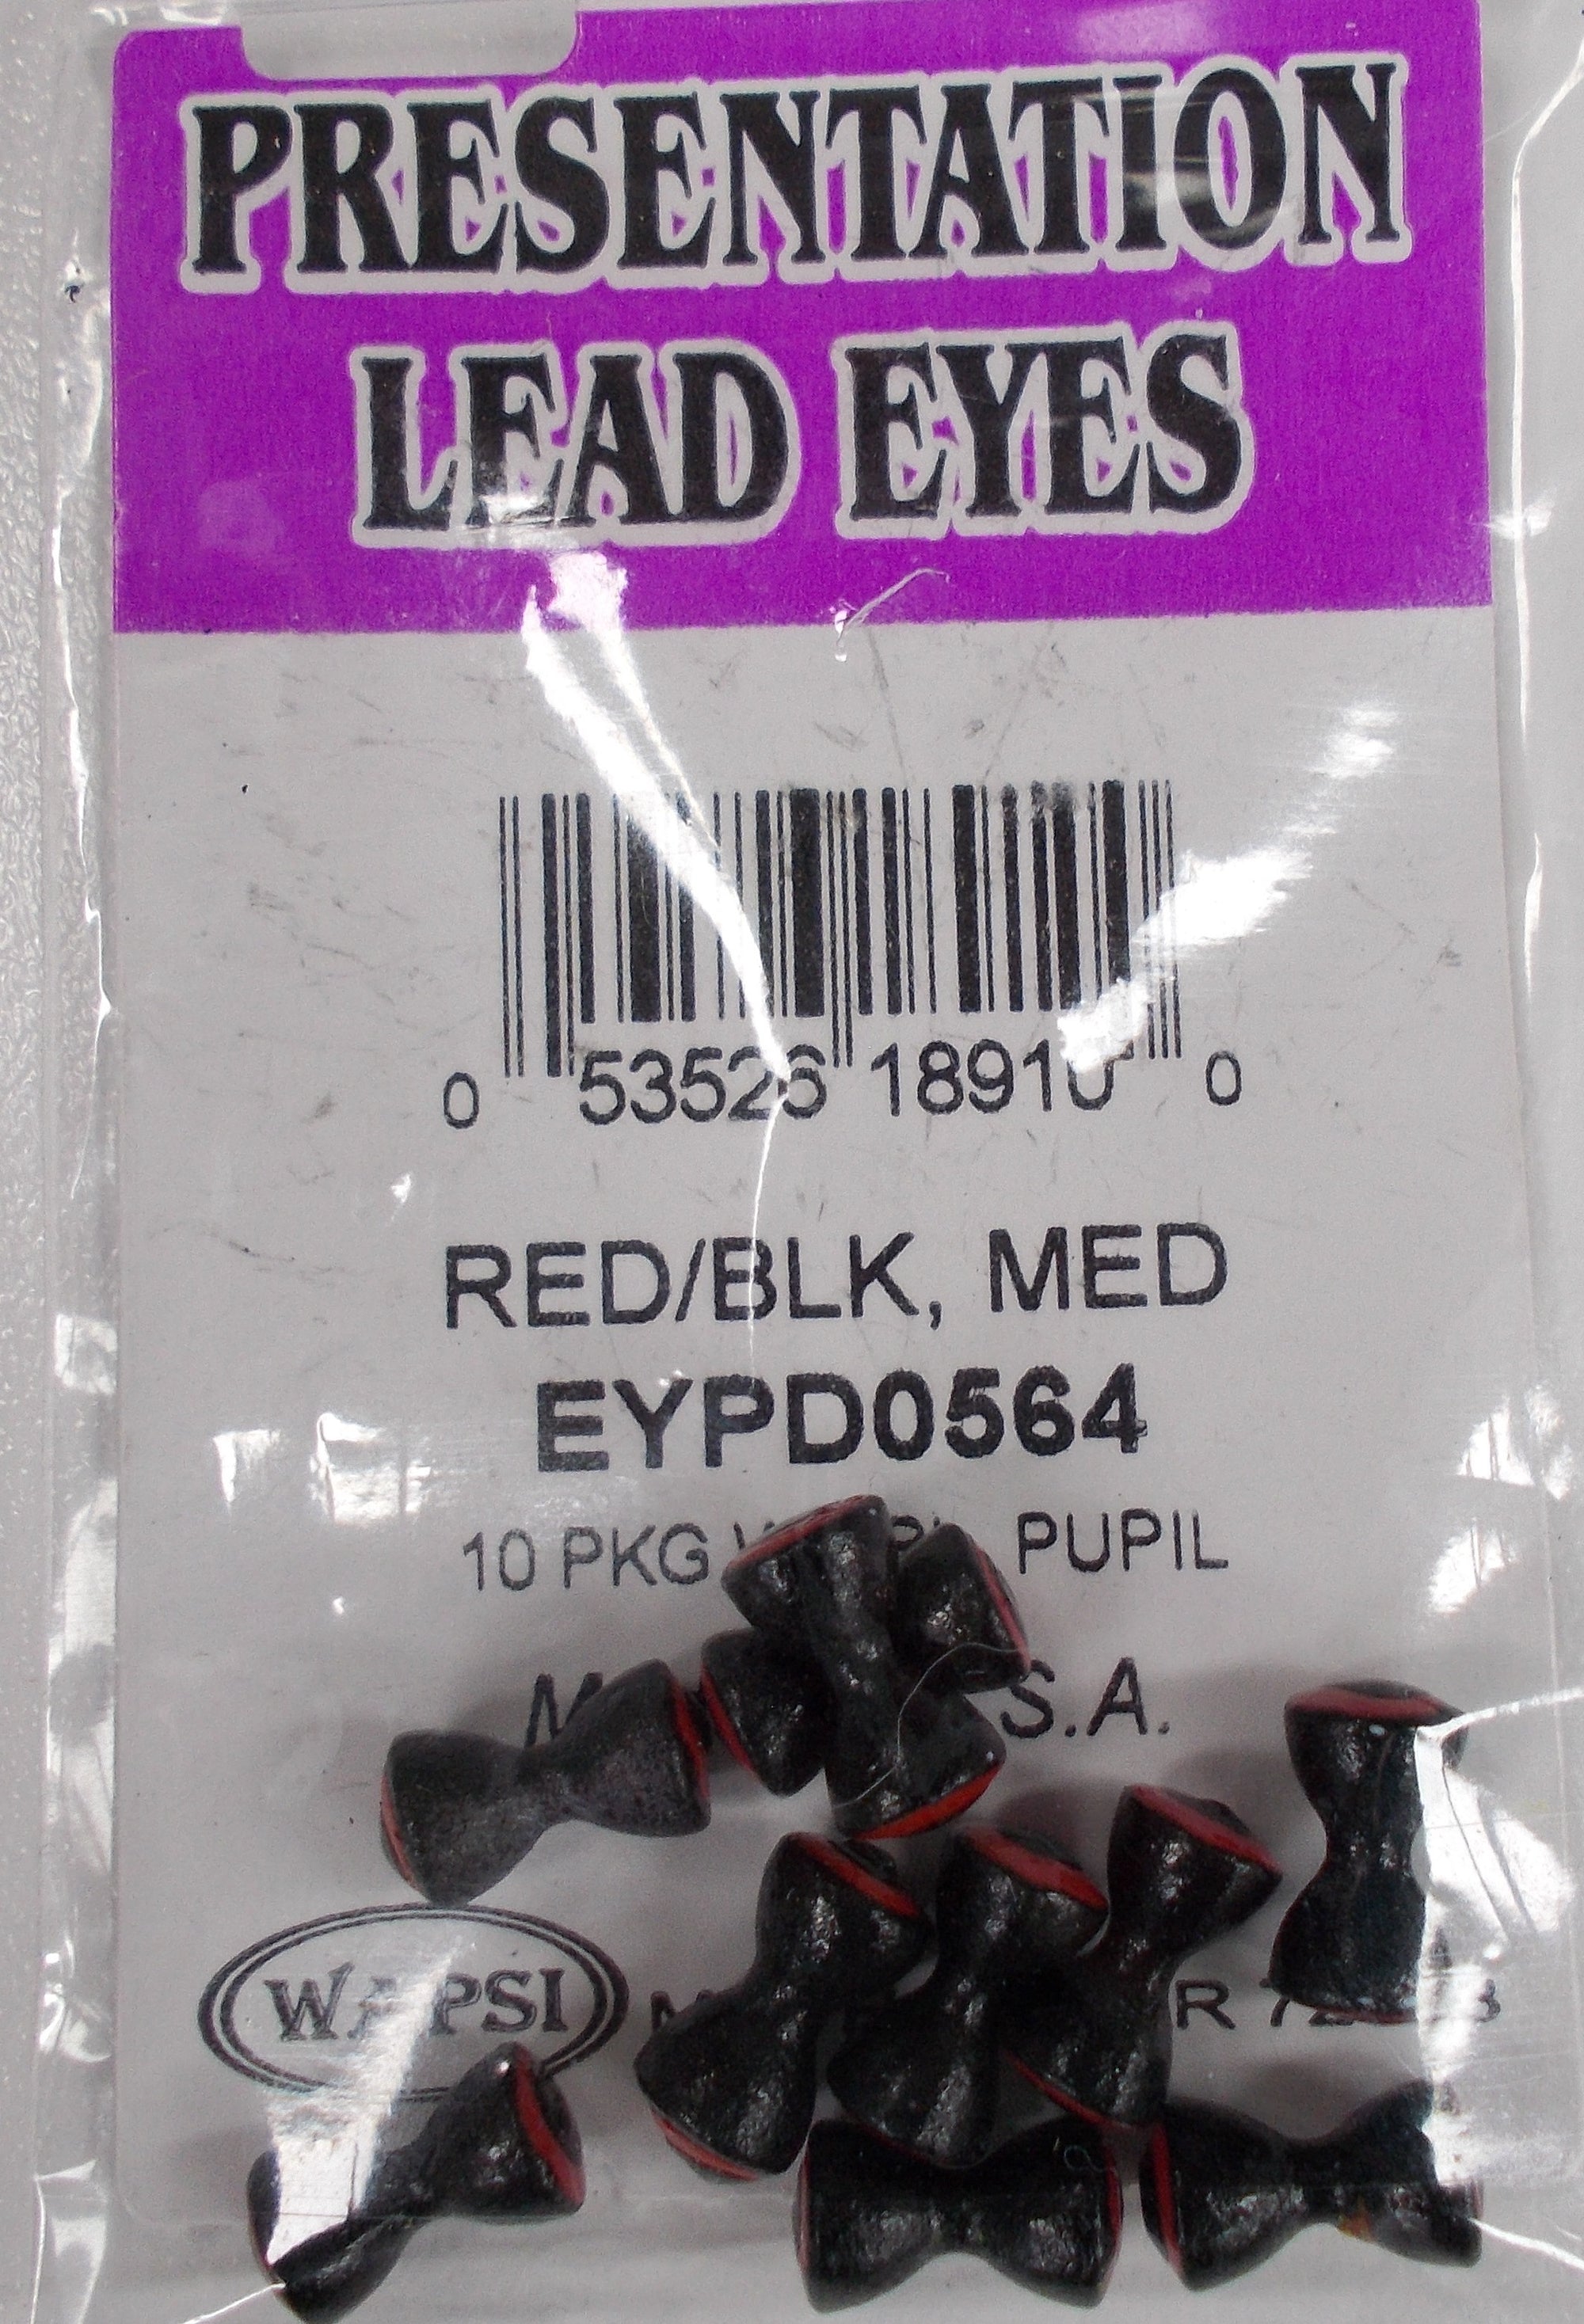 PRESENTATION
LEAD EYES
0 53526 18910 0
RED/BLK, MED
EYPD0564
10 PKG PUPIL
S.A.
WAPSI